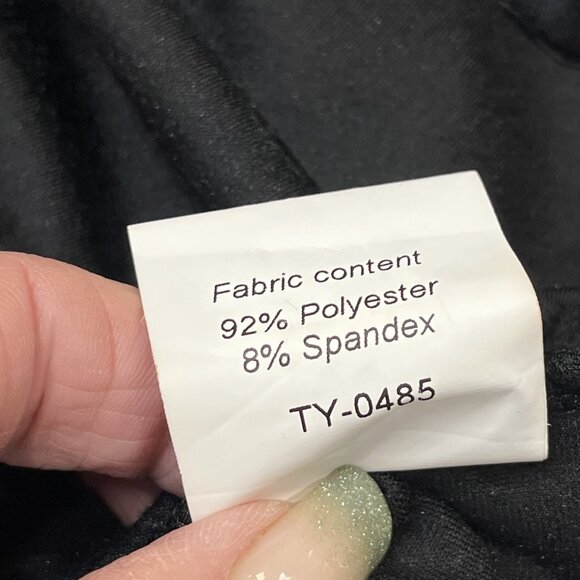 Fabric content
92% Polyester
8% Spandex
TY-0485